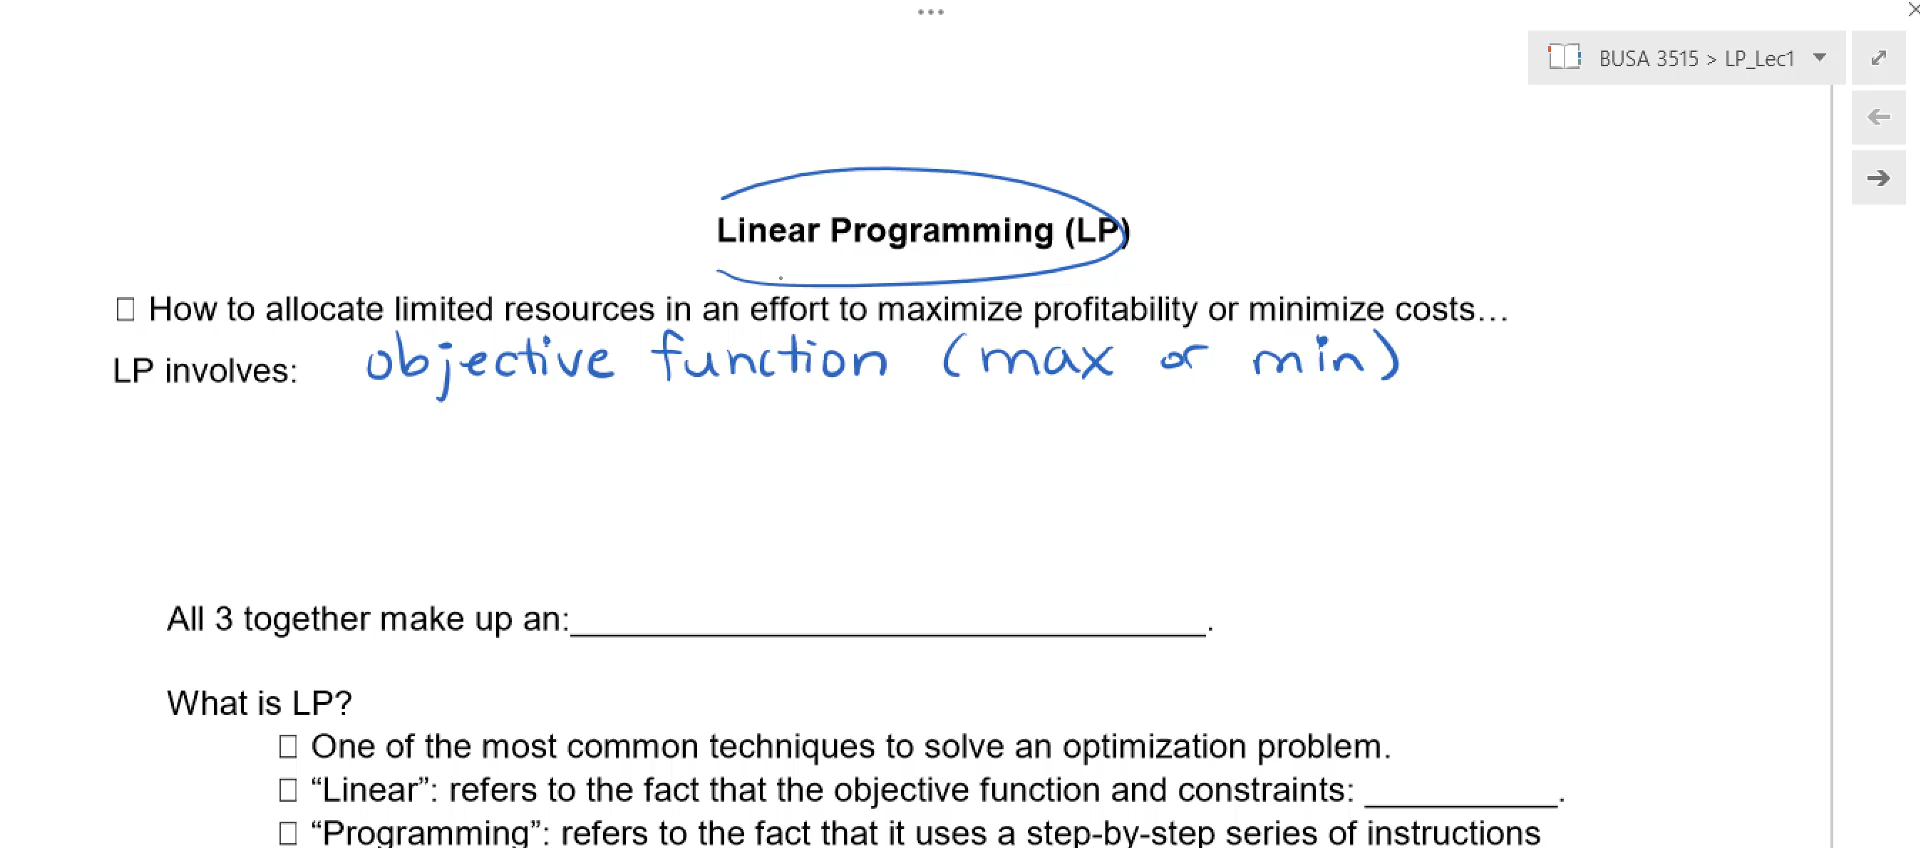 BUSA 3515 > LP_Lec1
Linear Programming (LP)
How to allocate limited resources in an effort to maximize profitability or minimize costs…
LP involves: objective function (max or min)
All 3 together make up an:___________________________________.
What is LP?
One of the most common techniques to solve an optimization problem.
“Linear”: refers to the fact that the objective function and constraints: __________.
“Programming”: refers to the fact that it uses a step-by-step series of instructions